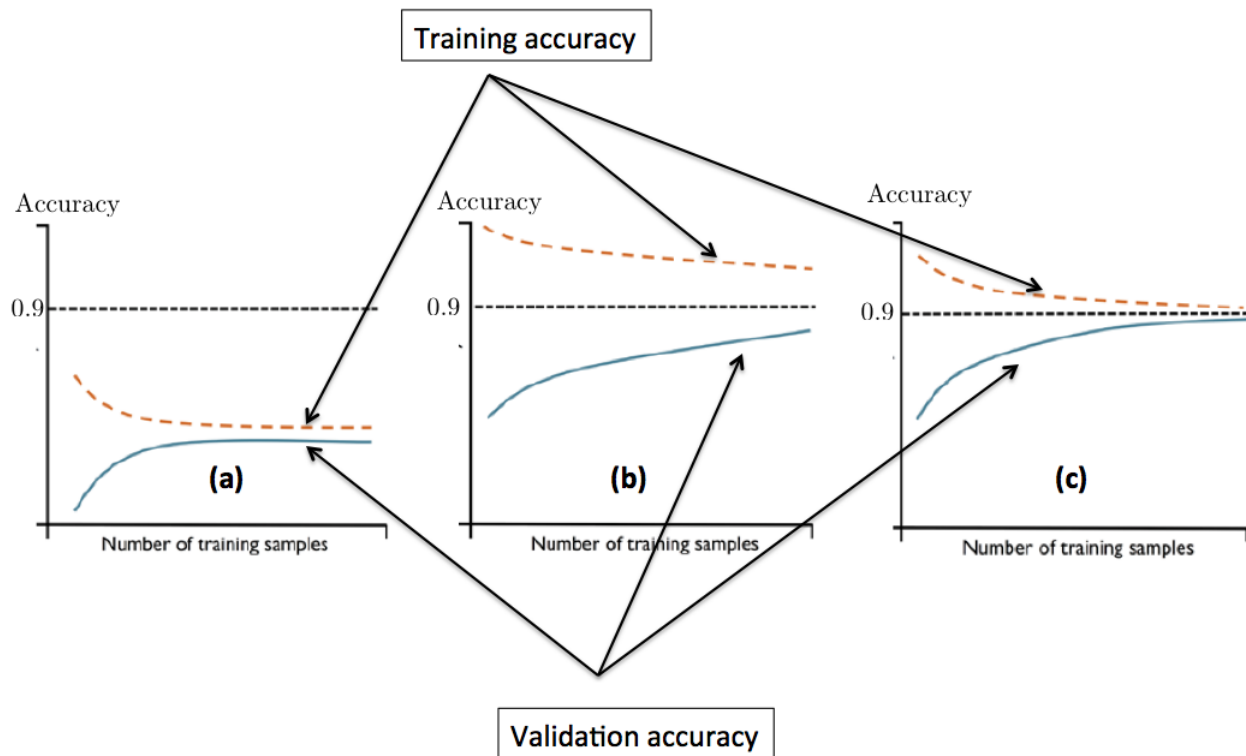 Training accuracy
Accuracy
0.9
(a)
Number of training samples
Accuracy
0.9
(b)
Number of training samples
Accuracy
0.9
(c)
Number of training samples
Validation accuracy